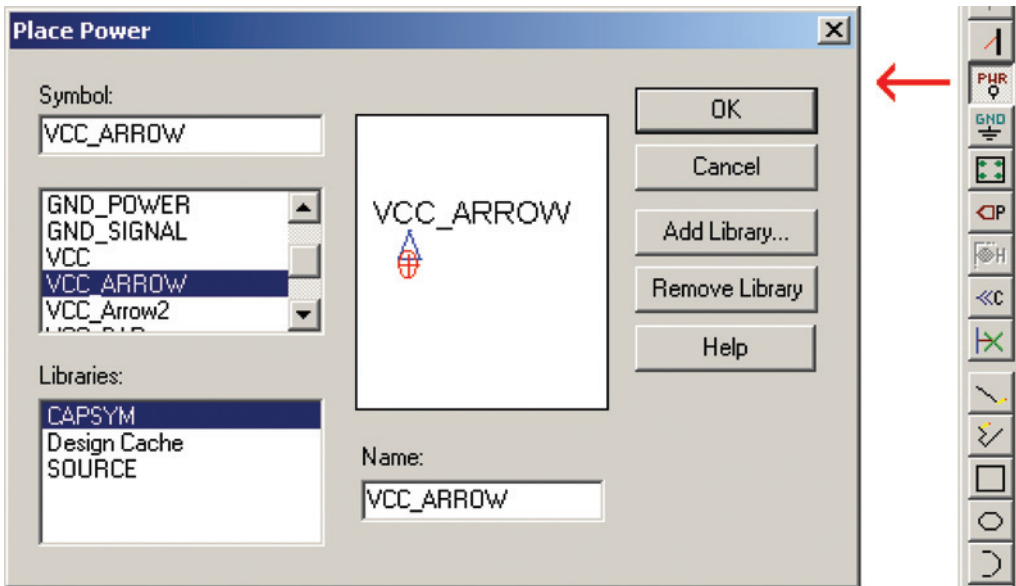 Place Power
Symbol:
VCC_ARROW
GND_POWER
GND_SIGNAL
VCC
VCC_ARROW
VCC_Arrow2
Libraries:
CAPSYM
Design Cache
SOURCE
VCC_ARROW
Name:
VCC_ARROW
OK
Cancel
Add Library...
Remove Library
Help
PWR
GND
P
H
C